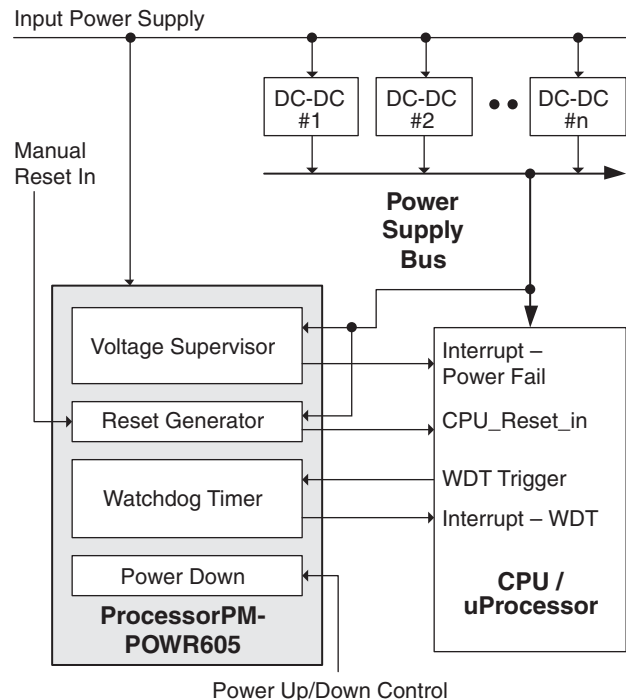 Input Power Supply
DC-DC
#1
DC-DC
#2
DC-DC
#n
Manual
Reset In
Power
Supply
Bus
Voltage Supervisor
Interrupt –
Power Fail
Reset Generator
CPU_Reset_in
Watchdog Timer
WDT Trigger
Interrupt – WDT
Power Down
CPU /
uProcessor
ProcessorPM-
POWR605
Power Up/Down Control